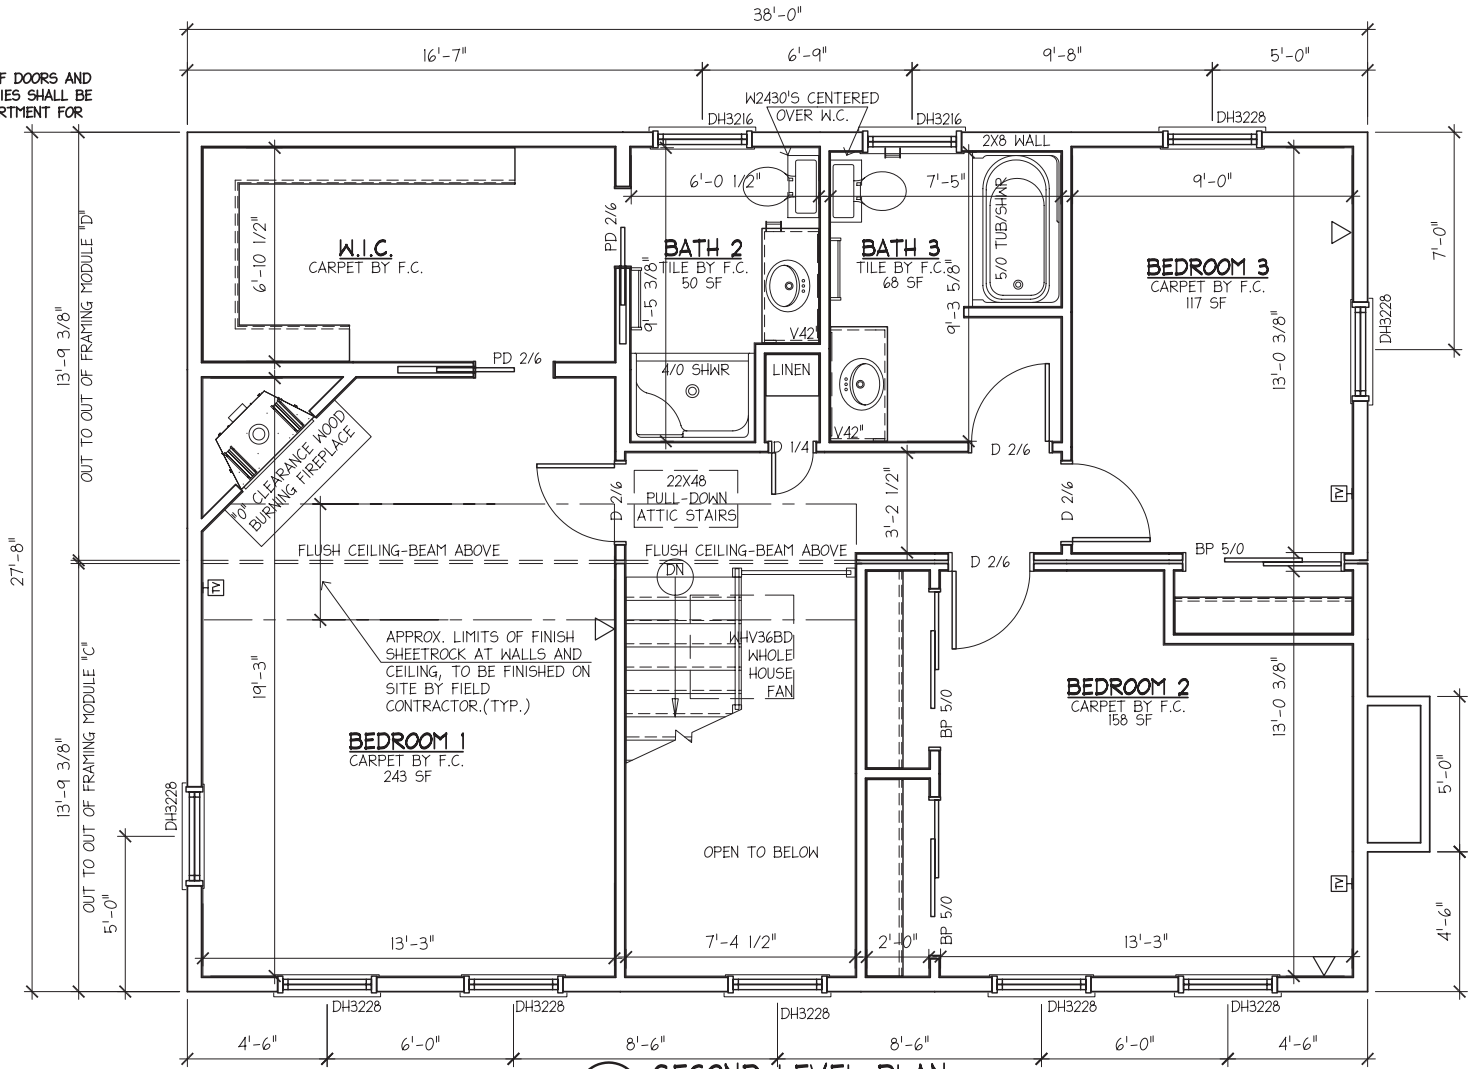 38'-0"
16'-7"
6'-9"
9'-8"
5'-0"
F DOORS AND
IES SHALL BE
RTMENT FOR
W2430'S CENTERED
OVER W.C.
DH3216
DH3216
2X8 WALL
DH3228
6'-0 1/2"
7'-5"
9'-0"
7'-0"
W.I.C.
CARPET BY F.C.
6'-10 1/2"
PD 2/6
BATH 2
TILE BY F.C.
50 SF
9'-5 3/8"
V42"
BATH 3
TILE BY F.C.
68 SF
9'-3 5/8"
5/0 TUB/SHWR
BEDROOM 3
CARPET BY F.C.
117 SF
13'-0 3/8"
DH3228
27'-8"
13'-9 3/8"
OUT TO OUT OF FRAMING MODULE "D"
PD 2/6
4/0 SHWR
LINEN
V42"
D 1/4
D 2/6
"0" CLEARANCE WOOD
BURNING FIREPLACE
D 2/6
22X48
PULL-DOWN
ATTIC STAIRS
3'-2 1/2"
D 2/6
TV
FLUSH CEILING-BEAM ABOVE
FLUSH CEILING-BEAM ABOVE
BP 5/0
D 2/6
DN
TV
APPROX. LIMITS OF FINISH
SHEETROCK AT WALLS AND
CEILING, TO BE FINISHED ON
SITE BY FIELD
CONTRACTOR.(TYP.)
WHV36BD
WHOLE
HOUSE
FAN
19'-3"
13'-9 3/8"
OUT TO OUT OF FRAMING MODULE "C"
BEDROOM 1
CARPET BY F.C.
243 SF
BP 5/0
BEDROOM 2
CARPET BY F.C.
158 SF
13'-0 3/8"
5'-0"
DH3228
5'-0"
OPEN TO BELOW
BP 5/0
TV
4'-6"
13'-3"
7'-4 1/2"
2'-0"
13'-3"
DH3228
DH3228
DH3228
DH3228
DH3228
4'-6"
6'-0"
8'-6"
8'-6"
6'-0"
4'-6"
SECOND LEVEL PLAN